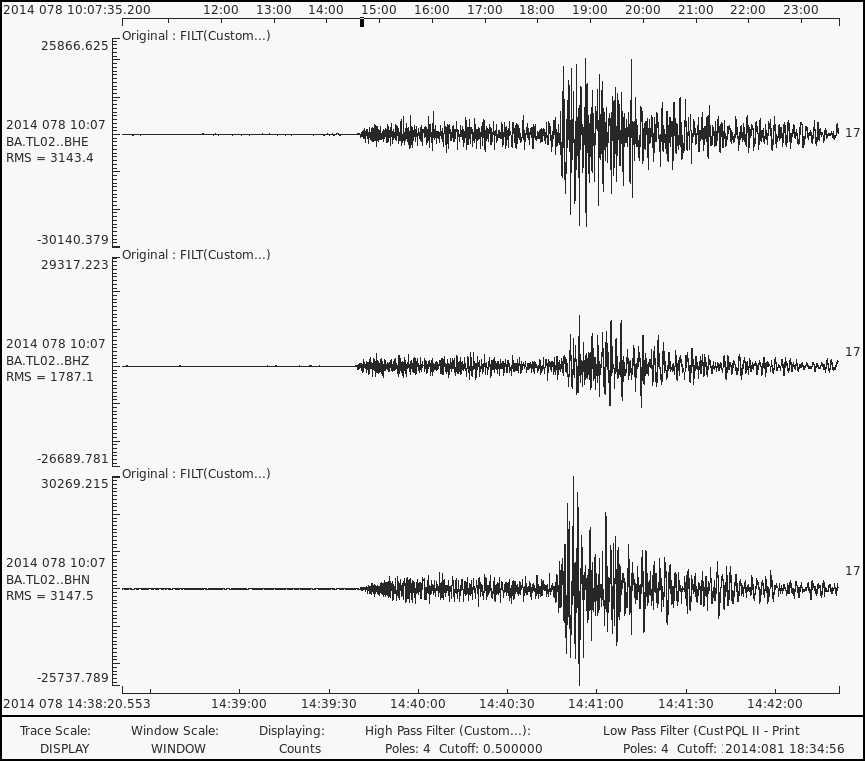 2014 078 10:07:35.200 12:00 13:00 14:00 15:00 16:00 17:00 18:00 19:00 20:00 21:00 22:00 23:00
Original : FILT(Custom...)
25866.625
2014 078 10:07
BA.TL02..BHE
RMS = 3143.4
17
-30140.379
Original : FILT(Custom...)
29317.223
2014 078 10:07
BA.TL02..BHZ
RMS = 1787.1
17
-26689.781
Original : FILT(Custom...)
30269.215
2014 078 10:07
BA.TL02..BHN
RMS = 3147.5
17
-25737.789
2014 078 14:38:20.553 14:39:00 14:39:30 14:40:00 14:40:30 14:41:00 14:41:30 14:42:00
Trace Scale: Window Scale: Displaying: High Pass Filter (Custom...): Low Pass Filter (Cust PQL II - Print
DISPLAY WINDOW Counts Poles: 4 Cutoff: 0.500000 Poles: 4 Cutoff: 2014:081 18:34:56